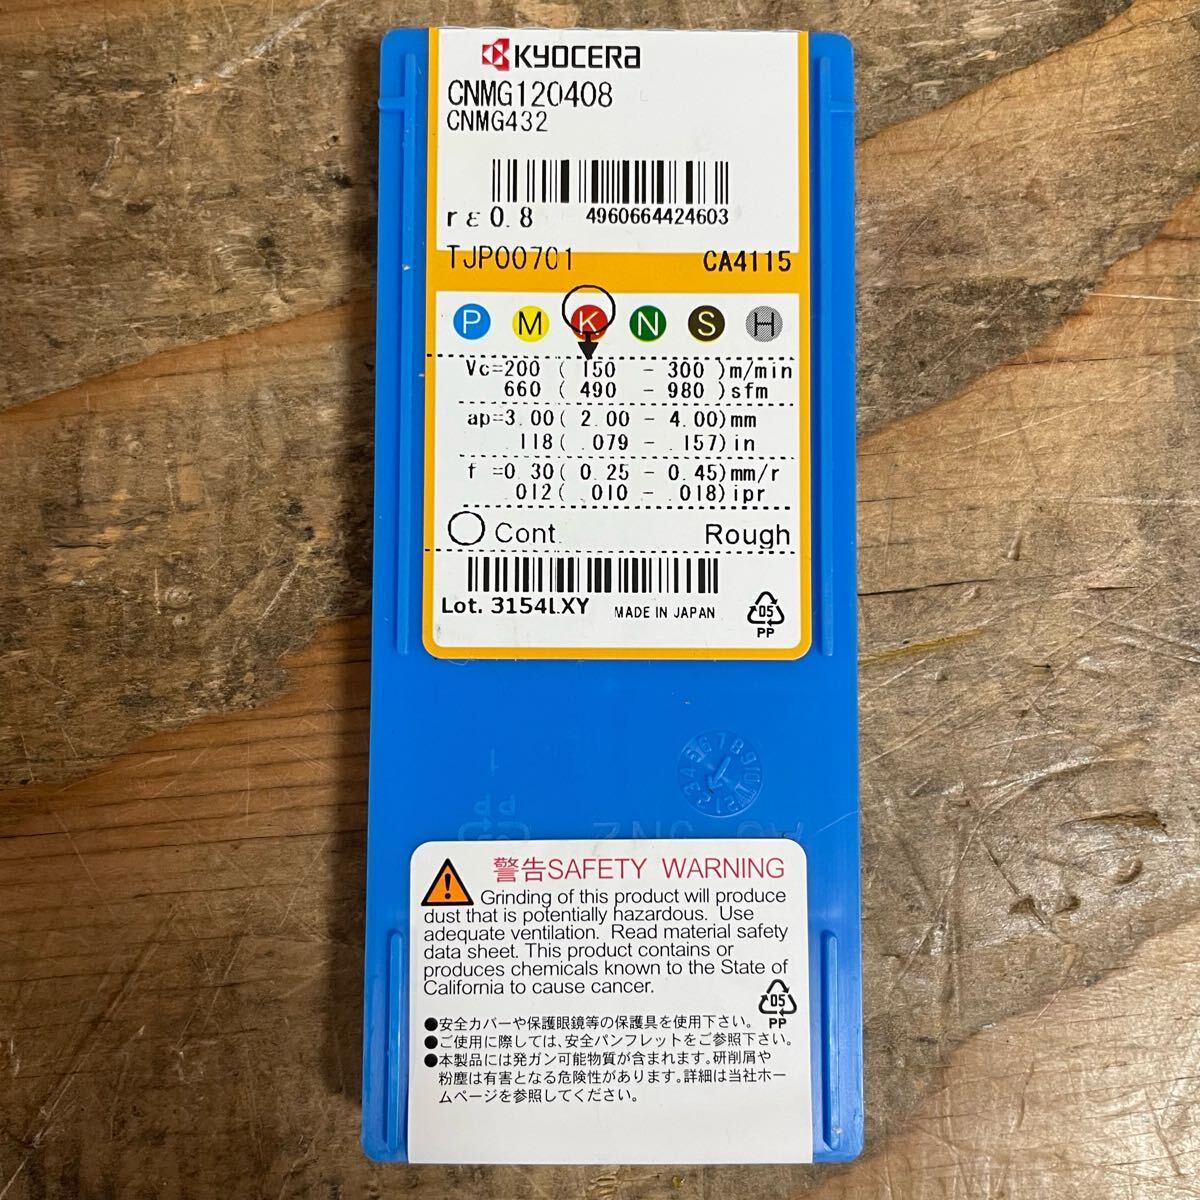 KYOCERA
CNMG120408
CNMG432
rε0.8
4960664424603
TJP00701 CA4115
P M K N S H
Vc=200 ( 150 - 300 )m/min
660 ( 490 - 980 )sfm
ap=3.00( 2.00 - 4.00)mm
.118( .079 - .157)in
f =0.30( 0.25 - 0.45)mm/r
.012( .010 - .018)ipr
Cont. Rough
Lot. 3154LXY MADE IN JAPAN
05
PP
警告SAFETY WARNING
Grinding of this product will produce
dust that is potentially hazardous. Use
adequate ventilation. Read material safety
data sheet. This product contains or
produces chemicals known to the State of
California to cause cancer.
05
PP
●安全カバーや保護眼鏡等の保護具を使用下さい。
●ご使用に際しては、安全パンフレットをご参照下さい。
●本製品には発ガン可能物質が含まれます。研削屑や
粉塵は有害となる危険性があります。詳細は当社ホー
ムページを参照してください。